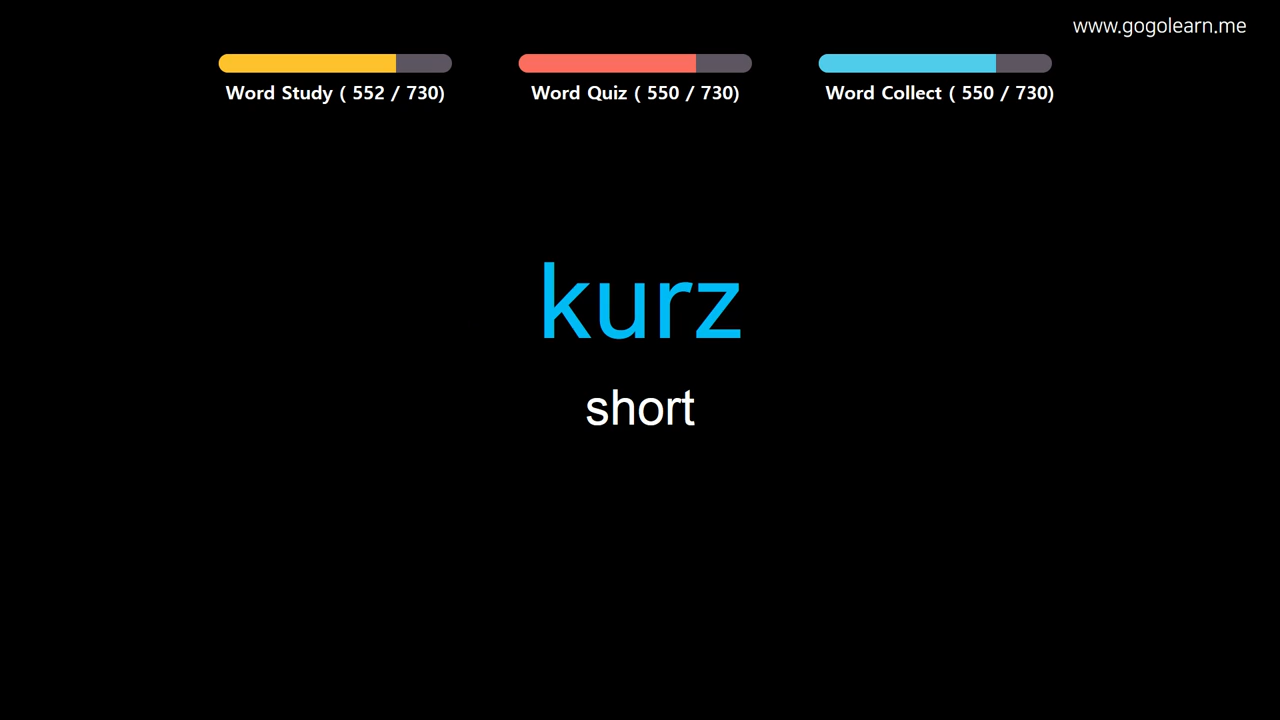 www.gogolearn.me
Word Study ( 552 / 730)
Word Quiz ( 550 / 730)
Word Collect ( 550 / 730)
kurz
short